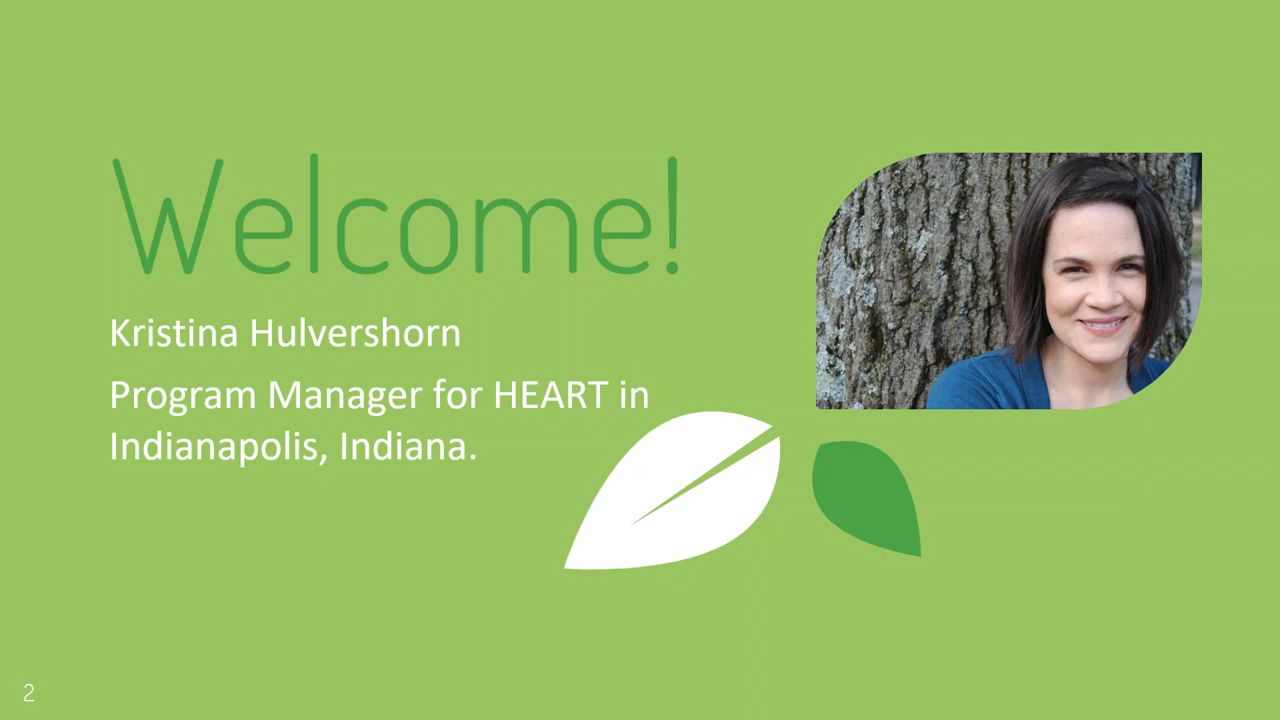 Welcome!
Kristina Hulvershorn
Program Manager for HEART in
Indianapolis, Indiana.
2